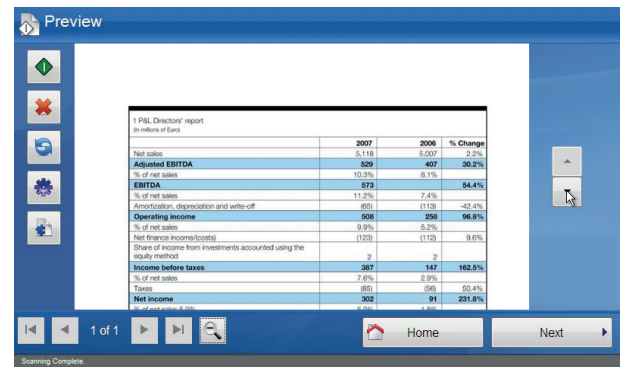 Preview
1 P&L Directors' report
(in millions of Euro)
2007 2006 % Change
Net sales 5,118 5,007 2.2%
Adjusted EBITDA 529 407 30.2%
% of net sales 10.3% 8.1%
EBITDA 573 54.4%
% of net sales 11.2% 7.4%
Amortization, depreciation and write-off (65) (113) -42.4%
Operating income 508 258 96.8%
% of net sales 9.9% 5.2%
Net finance income/(costs) (123) (112) 9.6%
Share of income from investments accounted using the
equity method 2 2
Income before taxes 387 147 162.5%
% of net sales 7.6% 2.9%
Taxes (85) (56) 50.4%
Net income 302 91 231.8%
1 of 1
Home
Next
Scanning Complete.